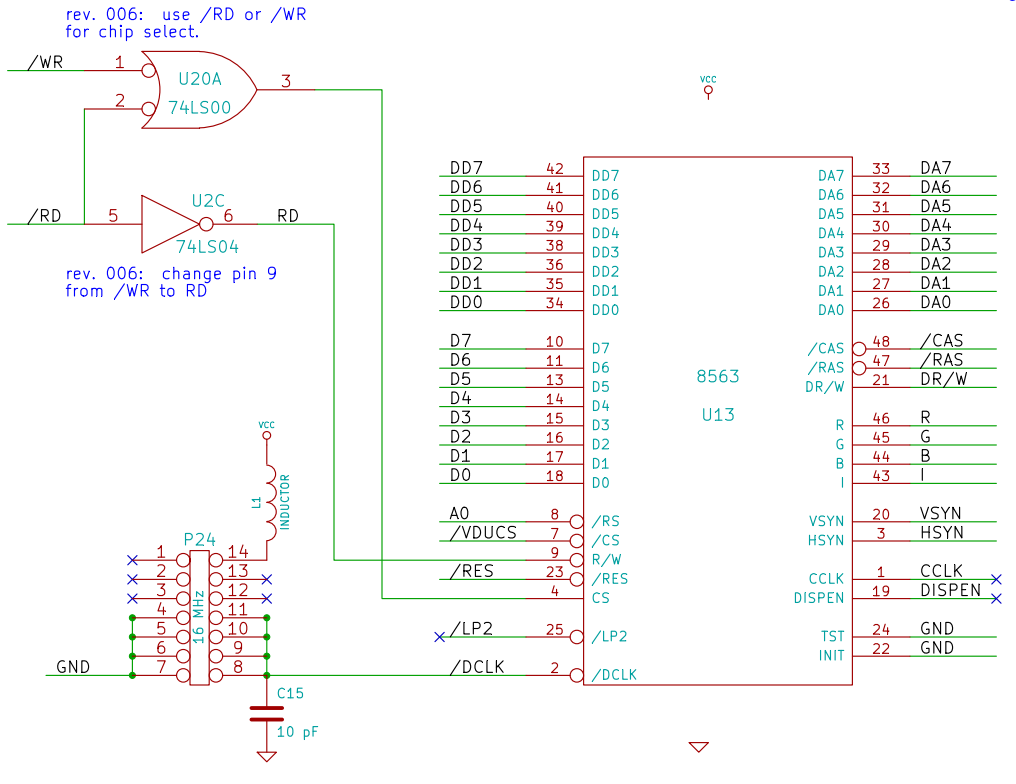 rev. 006: use /RD or /WR
for chip select.
/WR
1
2
U20A
74LS00
3
/RD
5
U2C
74LS04
6
RD
rev. 006: change pin 9
from /WR to RD
vcc
DD7 42 DD7
DD6 41 DD6
DD5 40 DD5
DD4 39 DD4
DD3 38 DD3
DD2 36 DD2
DD1 35 DD1
DD0 34 DD0
D7 10 D7
D6 11 D6
D5 13 D5
D4 14 D4
D3 15 D3
D2 16 D2
D1 17 D1
D0 18 D0
A0 8 /RS
/VDUCS 7 /CS
9 R/W
/RES 23 /RES
4 CS
/LP2 25 /LP2
/DCLK 2 /DCLK
8563
U13
DA7 33 DA7
DA6 32 DA6
DA5 31 DA5
DA4 30 DA4
DA3 29 DA3
DA2 28 DA2
DA1 27 DA1
DA0 26 DA0
/CAS 48 /CAS
/RAS 47 /RAS
DR/W 21 DR/W
R 46 R
G 45 G
B 44 B
I 43 I
VSYN 20 VSYN
HSYN 3 HSYN
CCLK 1 CCLK
DISPEN 19 DISPEN
TST 24 GND
INIT 22 GND
vcc
L1
INDUCTOR
P24
16 MHz
1 14
2 13
3 12
4 11
5 10
6 9
GND 7 8
C15
10 pF